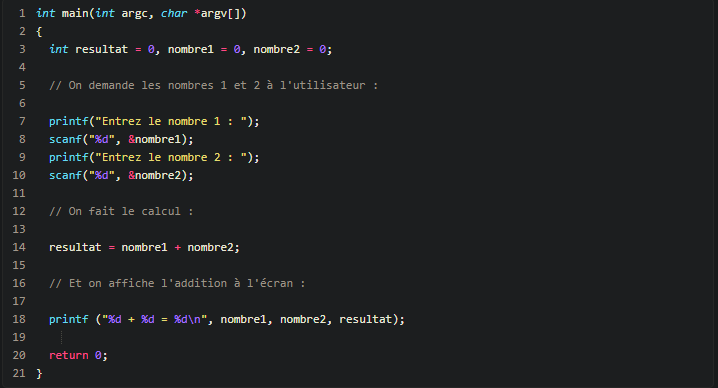 1 int main(int argc, char *argv[])
2 {
3 int resultat = 0, nombre1 = 0, nombre2 = 0;
4
5 // On demande les nombres 1 et 2 à l'utilisateur :
6
7 printf("Entrez le nombre 1 : ");
8 scanf("%d", &nombre1);
9 printf("Entrez le nombre 2 : ");
10 scanf("%d", &nombre2);
11
12 // On fait le calcul :
13
14 resultat = nombre1 + nombre2;
15
16 // Et on affiche l'addition à l'écran :
17
18 printf ("%d + %d = %d\n", nombre1, nombre2, resultat);
19
20 return 0;
21 }